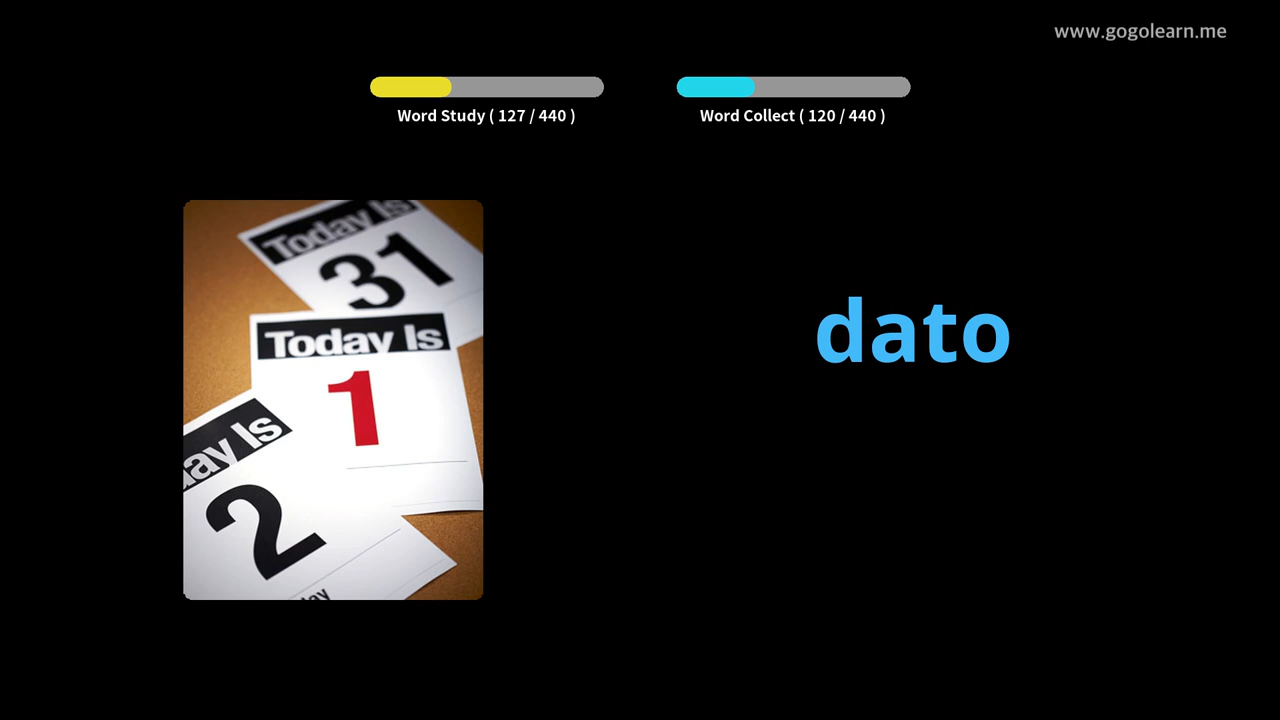 www.gogolearn.me
Word Study ( 127 / 440 )
Word Collect ( 120 / 440 )
Today Is
31
Today Is
1
day Is
2
dato